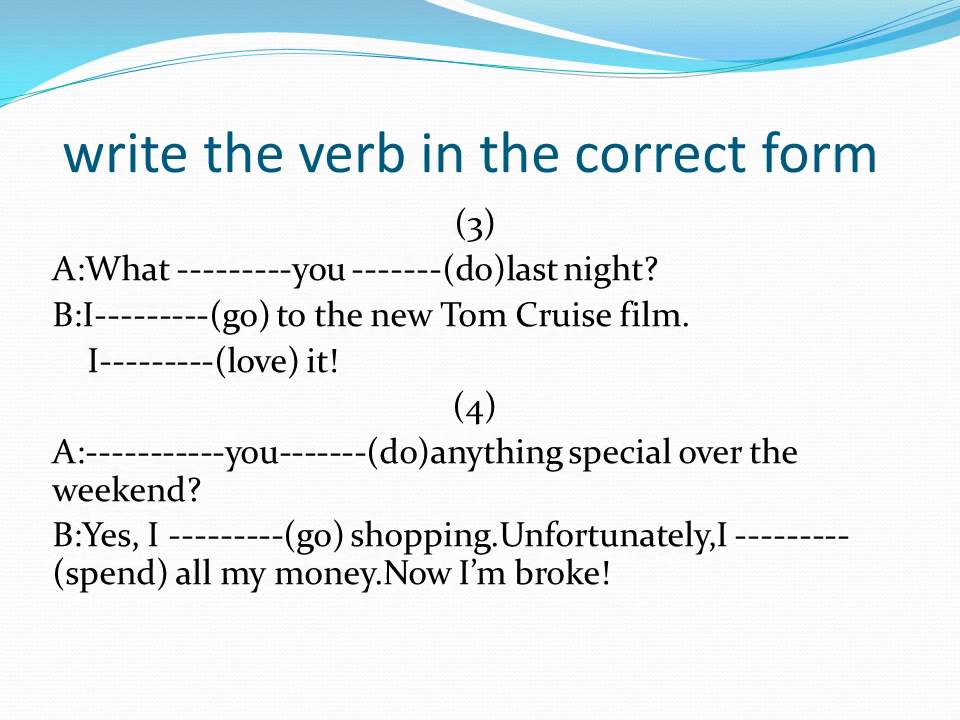 write the verb in the correct form
(3)
A:What ---------you -------(do)last night?
B:I---------(go) to the new Tom Cruise film.
I---------(love) it!
(4)
A:-----------you-------(do)anything special over the
weekend?
B:Yes, I ---------(go) shopping.Unfortunately,I ---------
(spend) all my money.Now I’m broke!